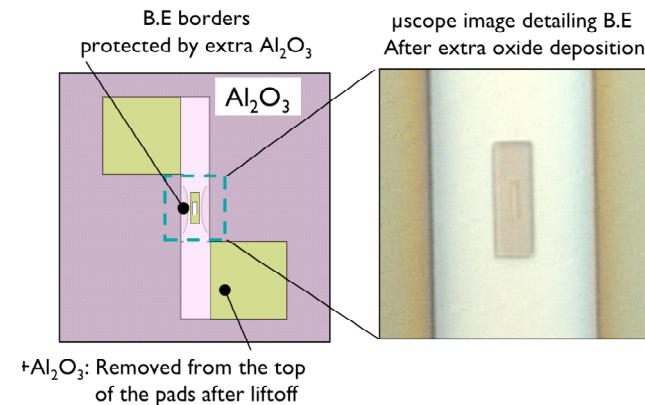 B.E borders
protected by extra Al₂O₃
Al₂O₃
µscope image detailing B.E
After extra oxide deposition
+Al₂O₃: Removed from the top
of the pads after liftoff